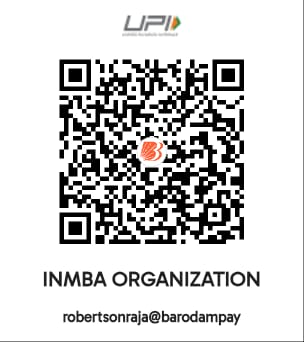 UPI
INMBA ORGANIZATION
robertsonraja@barodampay